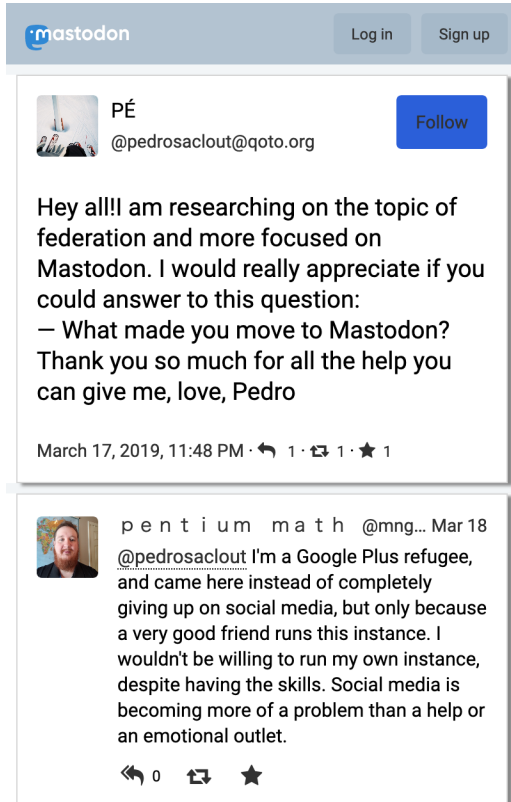 mastodon
Log in
Sign up
PÉ
@pedrosaclout@qoto.org
Follow
Hey all!I am researching on the topic of
federation and more focused on
Mastodon. I would really appreciate if you
could answer to this question:
— What made you move to Mastodon?
Thank you so much for all the help you
can give me, love, Pedro
March 17, 2019, 11:48 PM · 1 · 1 · 1
pentium math @mng... Mar 18
@pedrosaclout I'm a Google Plus refugee,
and came here instead of completely
giving up on social media, but only because
a very good friend runs this instance. I
wouldn't be willing to run my own instance,
despite having the skills. Social media is
becoming more of a problem than a help or
an emotional outlet.
0